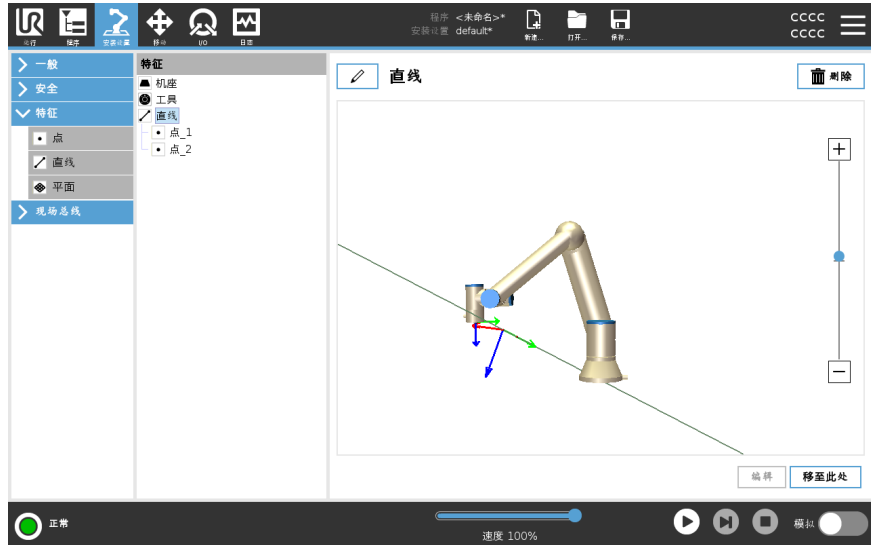 UR
运行
程序
安装设置
移动
I/O
日志
程序 <未命名>*
安装设置 default*
新建...
打开...
保存...
CCCC
CCCC
一般
安全
特征
点
直线
平面
现场总线
特征
机座
工具
直线
点_1
点_2
直线
删除
编辑
移至此处
正常
速度 100%
模拟